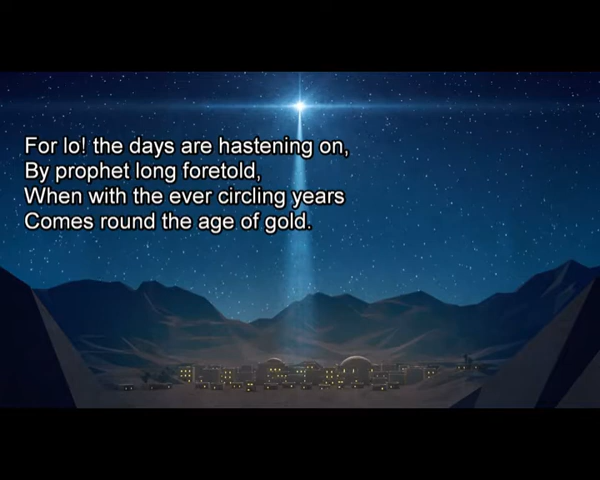 For lo! the days are hastening on,
By prophet long foretold,
When with the ever circling years
Comes round the age of gold.